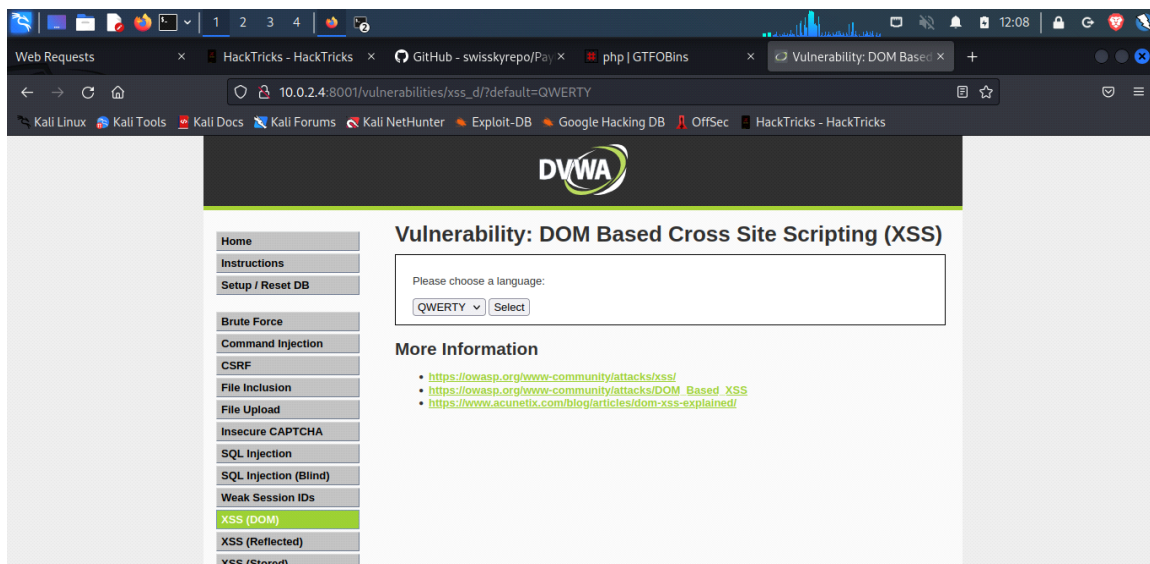 1 2 3 4 12:08
Web Requests HackTricks - HackTricks GitHub - swisskyrepo/Pay php | GTFOBins Vulnerability: DOM Based
10.0.2.4:8001/vulnerabilities/xss_d/?default=QWERTY
Kali Linux Kali Tools Kali Docs Kali Forums Kali NetHunter Exploit-DB Google Hacking DB OffSec HackTricks - HackTricks
DVWA
Vulnerability: DOM Based Cross Site Scripting (XSS)
Please choose a language:
QWERTY Select
More Information
https://owasp.org/www-community/attacks/xss/
https://owasp.org/www-community/attacks/DOM_Based_XSS
https://www.acunetix.com/blog/articles/dom-xss-explained/
Home
Instructions
Setup / Reset DB
Brute Force
Command Injection
CSRF
File Inclusion
File Upload
Insecure CAPTCHA
SQL Injection
SQL Injection (Blind)
Weak Session IDs
XSS (DOM)
XSS (Reflected)
XSS (Stored)